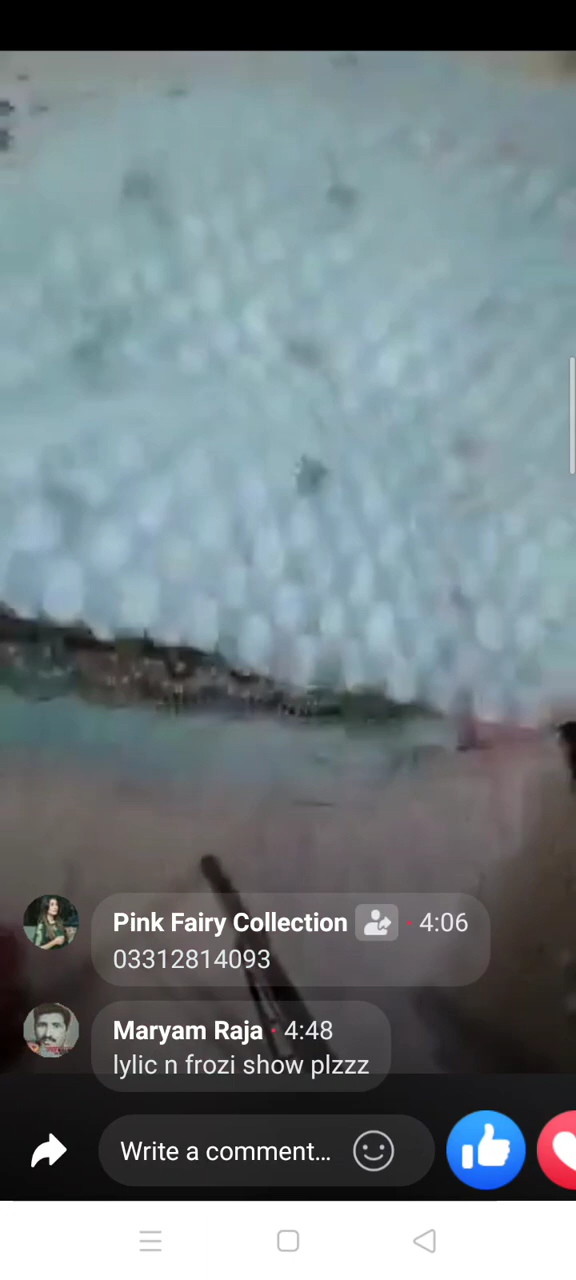 Pink Fairy Collection · 4:06
03312814093
Maryam Raja · 4:48
lylic n frozi show plzzz
Write a comment...